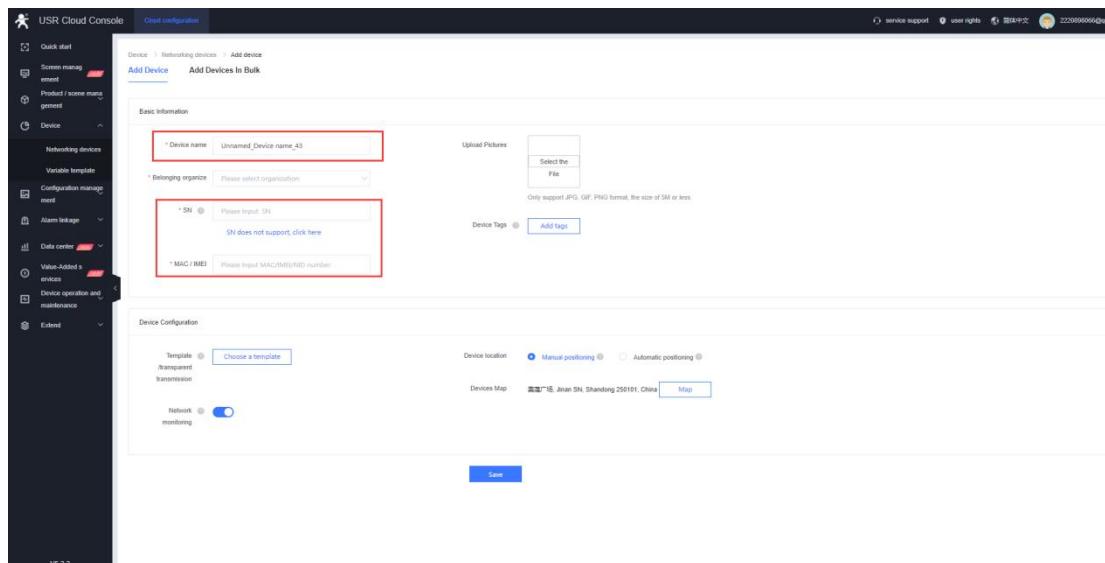 USR Cloud Console
Cloud configuration
service support
user rights
简体中文
Quick start
Screen manag
ement
Product / scene mana
gement
Device
Networking devices
Variable template
Configuration manage
ment
Alarm linkage
Data center
Value-Added s
ervices
Device operation and
maintenance
Extend
Device > Networking devices > Add device
Add Device Add Devices In Bulk
Basic Information
* Device name Unnamed_Device name_43
* Belonging organize Please select organization
* SN Please Input SN
SN does not support, click here
* MAC / IMEI Please Input MAC/IMEI/NID number
Upload Pictures
Select the
File
Only support JPG, GIF, PNG format, the size of 5M or less
Device Tags Add tags
Device Configuration
Template
/transparent
transmission
Choose a template
Network
monitoring
Device location Manual positioning Automatic positioning
Devices Map Jinan Shi, Shandong 250101, China Map
Save